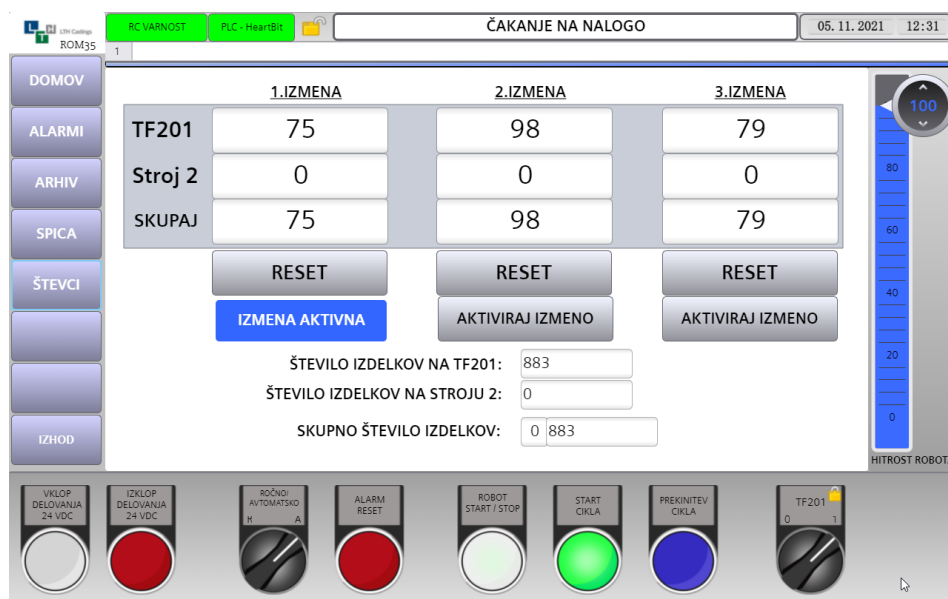 LTH LTH Castings
ROM35
RC VARNOST PLC - HeartBit ČAKANJE NA NALOGO 05. 11. 2021 12:31
1
DOMOV
ALARMI
ARHIV
SPICA
ŠTEVCI
IZHOD
1.IZMENA 2.IZMENA 3.IZMENA
TF201 75 98 79
Stroj 2 0 0 0
SKUPAJ 75 98 79
RESET RESET RESET
IZMENA AKTIVNA AKTIVIRAJ IZMENO AKTIVIRAJ IZMENO
ŠTEVILO IZDELKOV NA TF201: 883
ŠTEVILO IZDELKOV NA STROJU 2: 0
SKUPNO ŠTEVILO IZDELKOV: 0 883
100
80
60
40
20
0
HITROST ROBOT
VKLOP
DELOVANJA
24 VDC
IZKLOP
DELOVANJA
24 VDC
ROČNO/
AVTOMATSKO
R A
ALARM
RESET
ROBOT
START / STOP
START
CIKLA
PREKINITEV
CIKLA
TF201
0 1